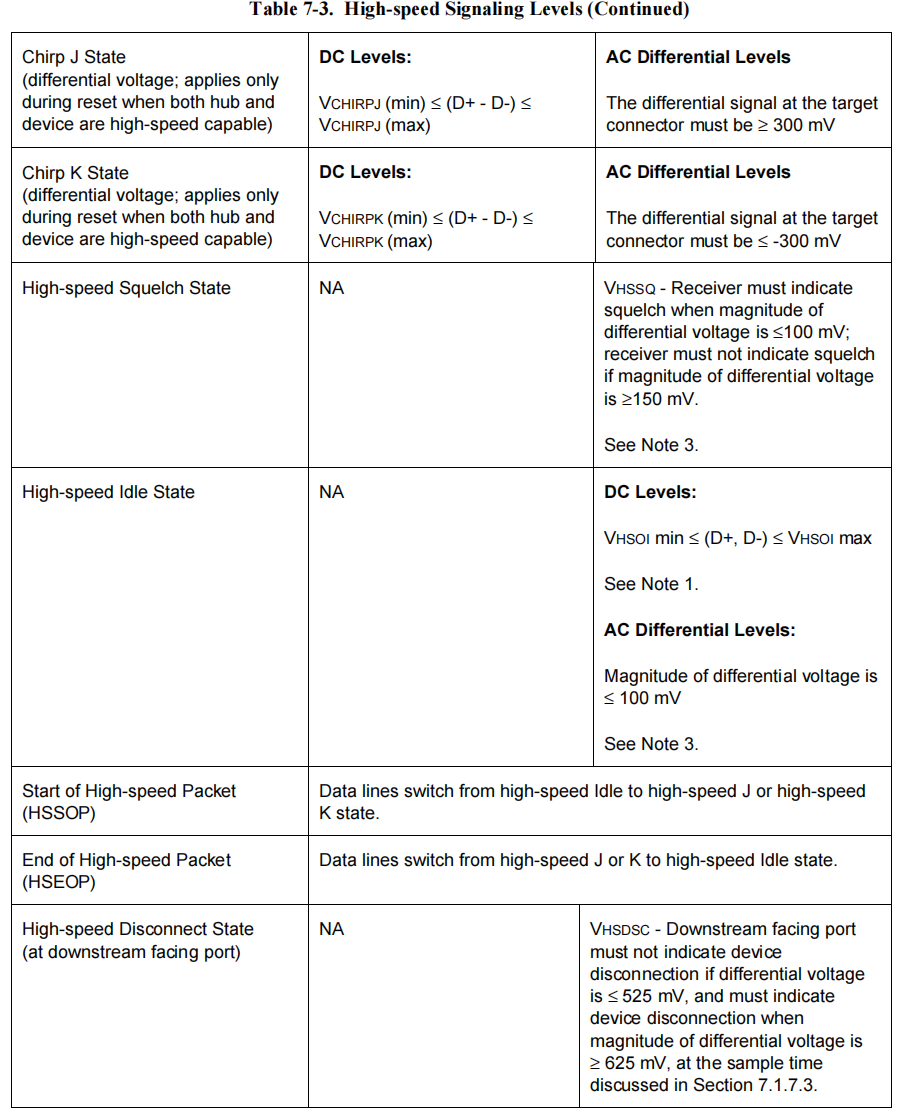 Table 7-3.  High-speed Signaling Levels (Continued)
Chirp J State
(differential voltage; applies only
during reset when both hub and
device are high-speed capable)
DC Levels:
VCHIRPJ (min) ≤ (D+ - D-) ≤
VCHIRPJ (max)
AC Differential Levels
The differential signal at the target
connector must be ≥ 300 mV
Chirp K State
(differential voltage; applies only
during reset when both hub and
device are high-speed capable)
DC Levels:
VCHIRPK (min) ≤ (D+ - D-) ≤
VCHIRPK (max)
AC Differential Levels
The differential signal at the target
connector must be ≤ -300 mV
High-speed Squelch State
NA
VHSSQ - Receiver must indicate
squelch when magnitude of
differential voltage is ≤100 mV;
receiver must not indicate squelch
if magnitude of differential voltage
is ≥150 mV.
See Note 3.
High-speed Idle State
NA
DC Levels:
VHSOI min ≤ (D+, D-) ≤ VHSOI max
See Note 1.
AC Differential Levels:
Magnitude of differential voltage is
≤ 100 mV
See Note 3.
Start of High-speed Packet
(HSSOP)
Data lines switch from high-speed Idle to high-speed J or high-speed
K state.
End of High-speed Packet
(HSEOP)
Data lines switch from high-speed J or K to high-speed Idle state.
High-speed Disconnect State
(at downstream facing port)
NA
VHSDSC - Downstream facing port
must not indicate device
disconnection if differential voltage
is ≤ 525 mV, and must indicate
device disconnection when
magnitude of differential voltage is
≥ 625 mV, at the sample time
discussed in Section 7.1.7.3.